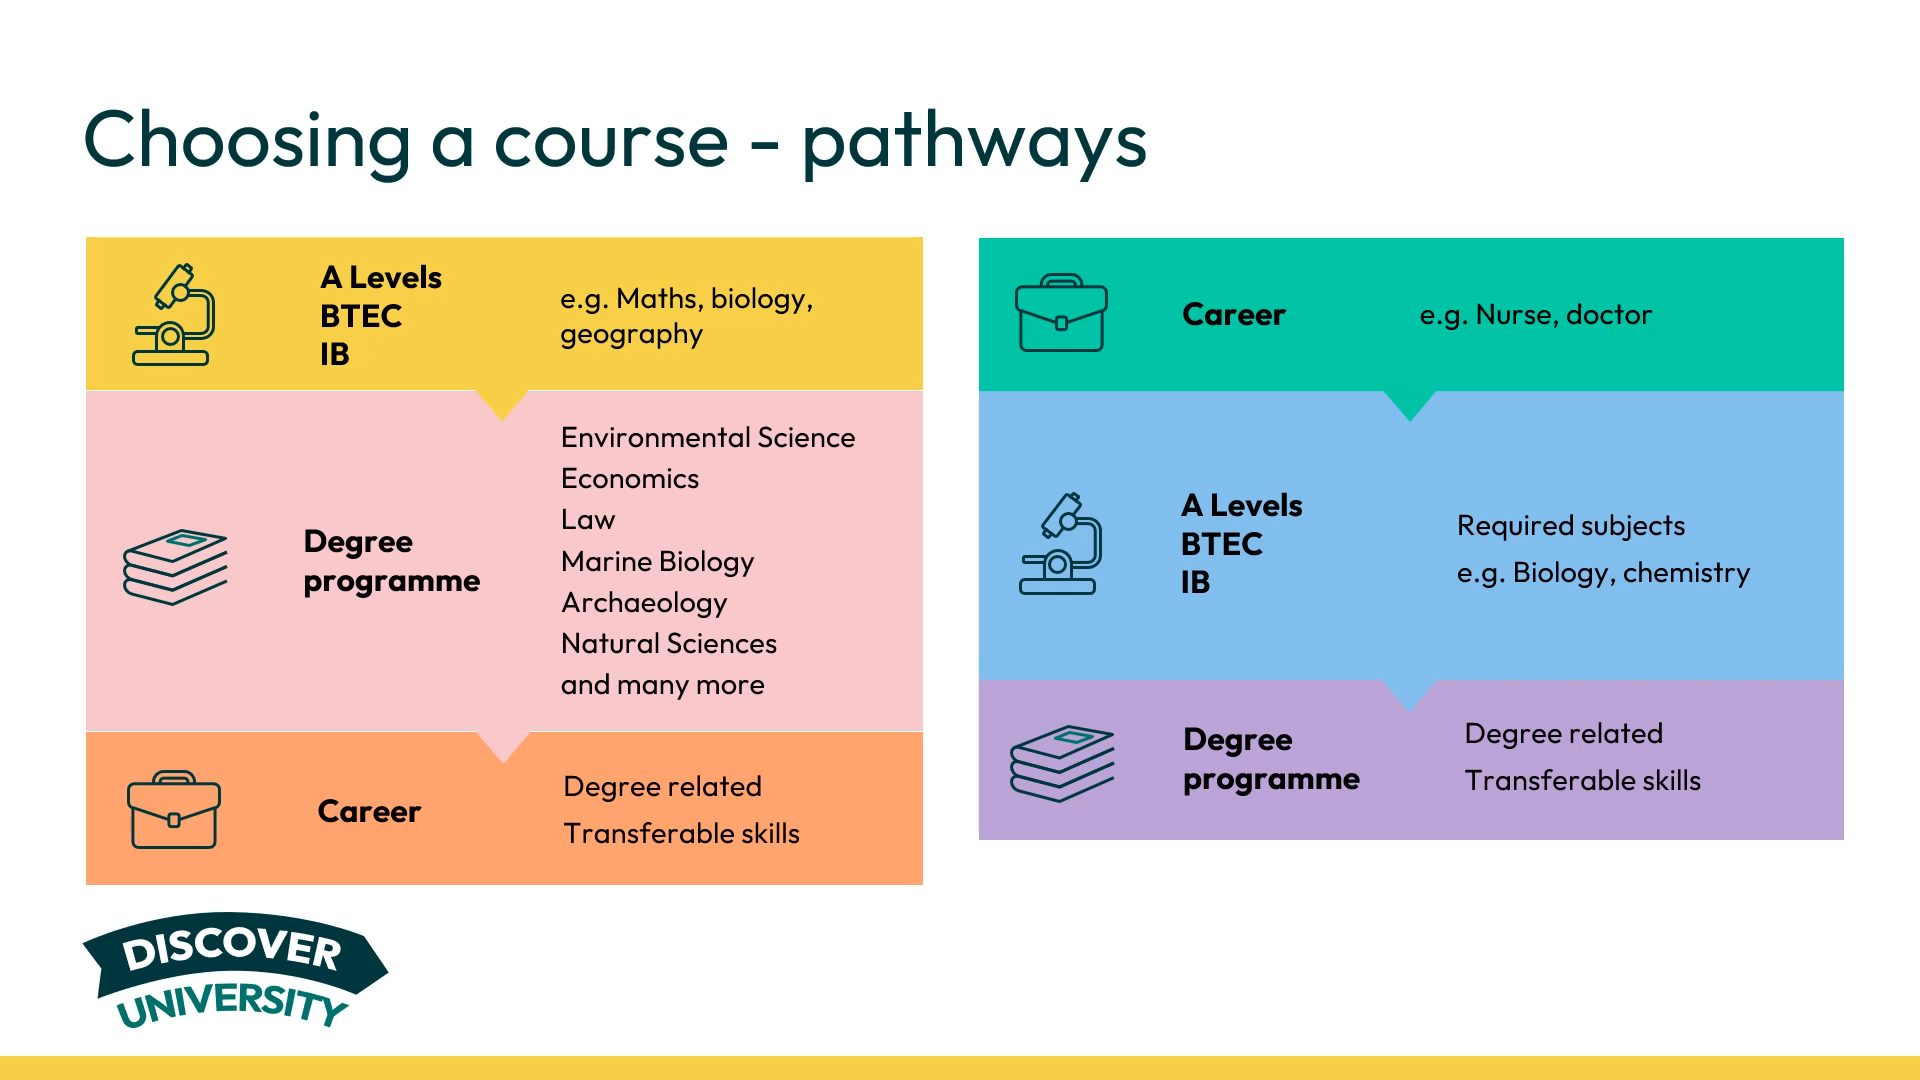 Choosing a course - pathways
A Levels
BTEC
IB
e.g. Maths, biology,
geography
Degree
programme
Environmental Science
Economics
Law
Marine Biology
Archaeology
Natural Sciences
and many more
Career
Degree related
Transferable skills
Career
e.g. Nurse, doctor
A Levels
BTEC
IB
Required subjects
e.g. Biology, chemistry
Degree
programme
Degree related
Transferable skills
DISCOVER
UNIVERSITY